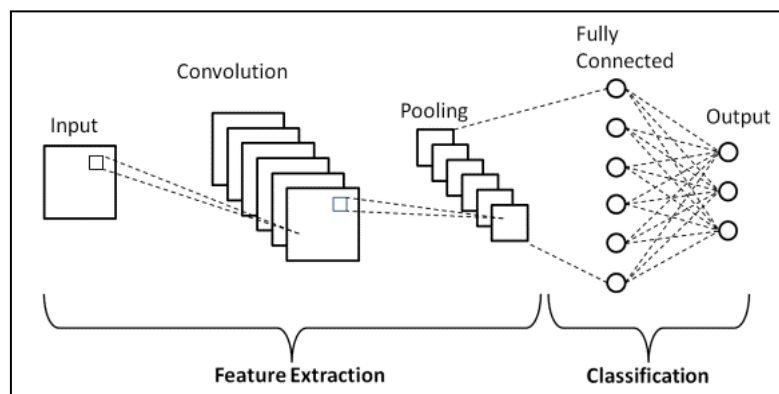 Input
Convolution
Pooling
Fully
Connected
Output
Feature Extraction
Classification